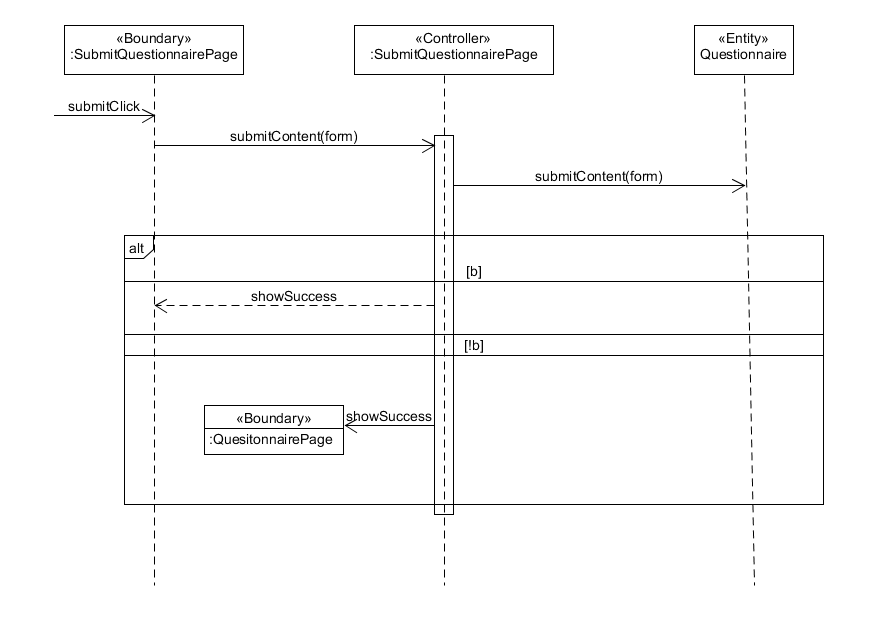 «Boundary»
:SubmitQuestionnairePage
«Controller»
:SubmitQuestionnairePage
«Entity»
Questionnaire
submitClick
submitContent(form)
submitContent(form)
alt
[b]
showSuccess
[!b]
showSuccess
«Boundary»
:QuesitonnairePage